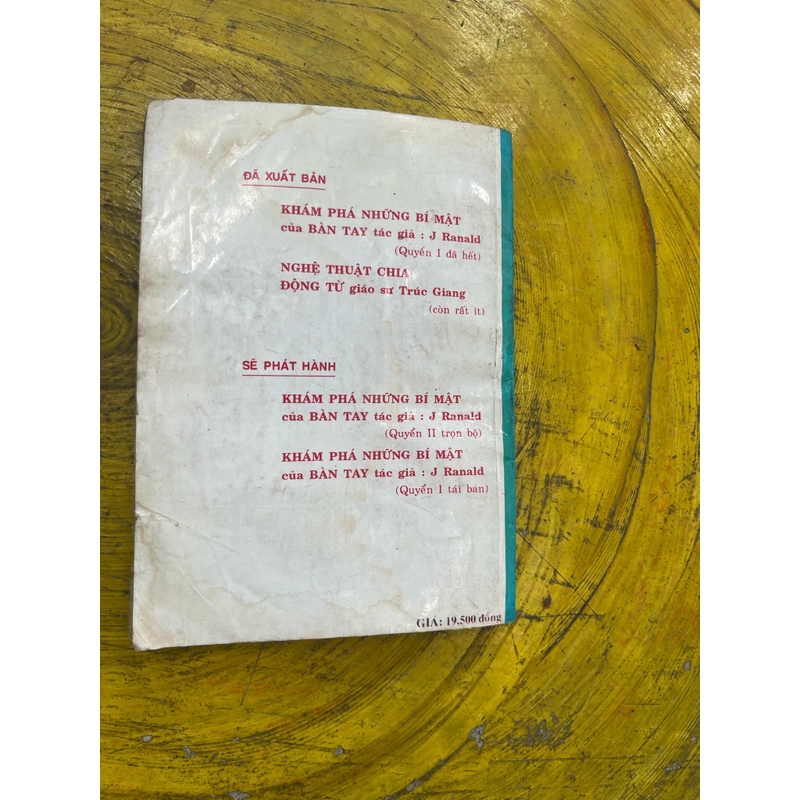 ĐÃ XUẤT BẢN
KHÁM PHÁ NHỮNG BÍ MẬT
của BÀN TAY tác giả : J Ranald
(Quyển I đã hết)
NGHỆ THUẬT CHIA
ĐỘNG TỪ giáo sư Trúc Giang
(còn rất ít)
SẼ PHÁT HÀNH
KHÁM PHÁ NHỮNG BÍ MẬT
của BÀN TAY tác giả : J Ranald
(Quyển II trọn bộ)
KHÁM PHÁ NHỮNG BÍ MẬT
của BÀN TAY tác giả : J Ranald
(Quyển I tái ban)
GIÁ: 19.500 đồng